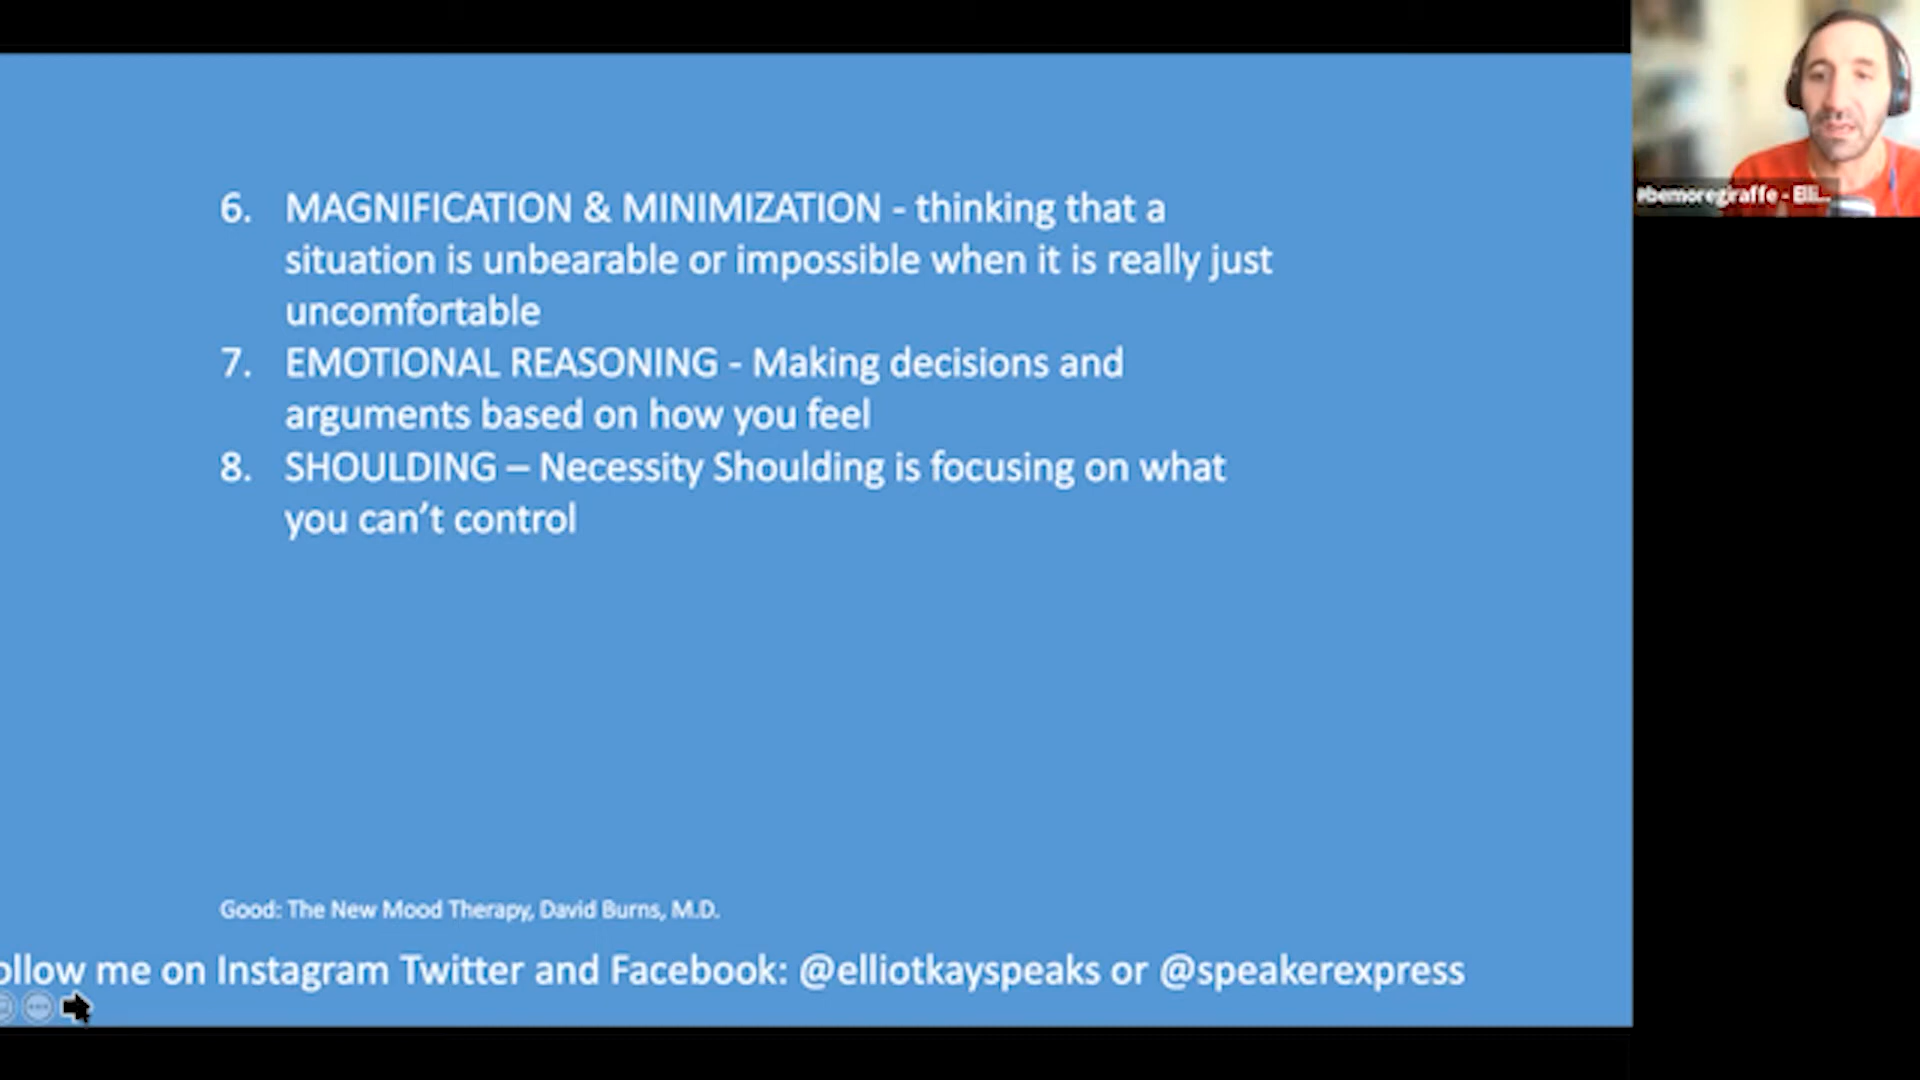 6. MAGNIFICATION & MINIMIZATION - thinking that a
situation is unbearable or impossible when it is really just
uncomfortable
7. EMOTIONAL REASONING - Making decisions and
arguments based on how you feel
8. SHOULDING – Necessity Shoulding is focusing on what
you can’t control
Good: The New Mood Therapy, David Burns, M.D.
ollow me on Instagram Twitter and Facebook: @elliotkayspeaks or @speakerexpress
#bemoregiraffe - Elli...